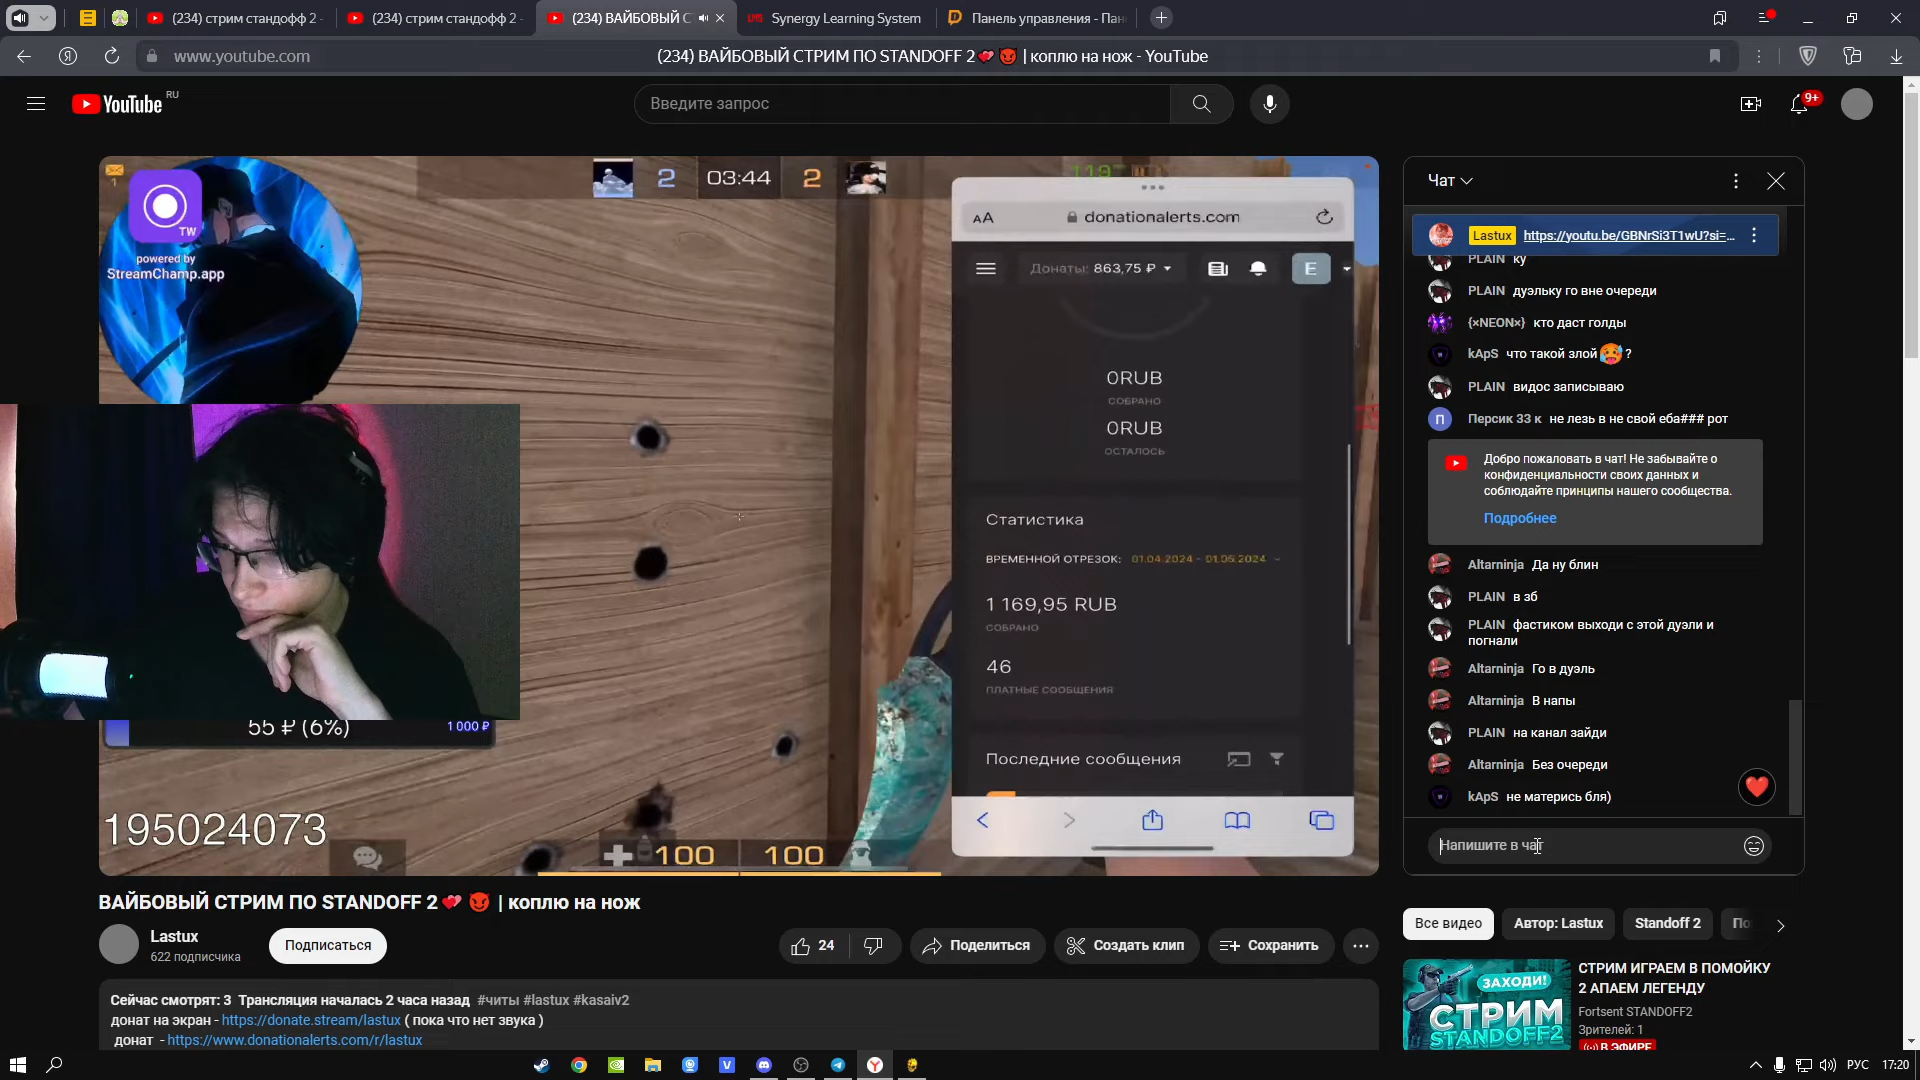 (234) стрим стандофф 2 -
(234) стрим стандофф 2 -
(234) ВАЙБОВЫЙ С
Synergy Learning System
Панель управления - Пан
www.youtube.com
(234) ВАЙБОВЫЙ СТРИМ ПО STANDOFF 2💕😈 | коплю на нож - YouTube
YouTube RU
Введите запрос
9+
1
TW
powered by
StreamChamp.app
2 03:44 2
119
donationalerts.com
Донаты: 863,75 ₽
E
0RUB
СОБРАНО
0RUB
ОСТАЛОСЬ
Статистика
ВРЕМЕННОЙ ОТРЕЗОК: 01.04.2024 - 01.05.2024
1 169,95 RUB
СОБРАНО
46
ПЛАТНЫЕ СООБЩЕНИЯ
Последние сообщения
55 ₽ (6%)
1 000 ₽
195024073
100 100
Чат
Lastux https://youtu.be/GBNrSi3T1wU?si=...
PLAIN ку
PLAIN дуэльку го вне очереди
{×NEON×} кто даст голды
kApS что такой злой🥵?
PLAIN видос записываю
Персик 33 к не лезь в не свой еба### рот
Добро пожаловать в чат! Не забывайте о
конфиденциальности своих данных и
соблюдайте принципы нашего сообщества.
Подробнее
Altarninja Да ну блин
PLAIN в зб
PLAIN фастиком выходи с этой дуэли и
погнали
Altarninja Го в дуэль
Altarninja В напы
PLAIN на канал зайди
Altarninja Без очереди
kApS не матерись бля)
Напишите в чат
ВАЙБОВЫЙ СТРИМ ПО STANDOFF 2💕😈 | коплю на нож
Lastux
622 подписчика
Подписаться
24
Поделиться
Создать клип
Сохранить
Сейчас смотрят: 3 Трансляция началась 2 часа назад #читы #lastux #kasaiv2
донат на экран - https://donate.stream/lastux ( пока что нет звука )
донат - https://www.donationalerts.com/r/lastux
Все видео
Автор: Lastux
Standoff 2
По
ЗАХОДИ!
СТРИМ
STANDOFF2
СТРИМ ИГРАЕМ В ПОМОЙКУ
2 АПАЕМ ЛЕГЕНДУ
Fortsent STANDOFF2
Зрителей: 1
В ЭФИРЕ
РУС
17:20